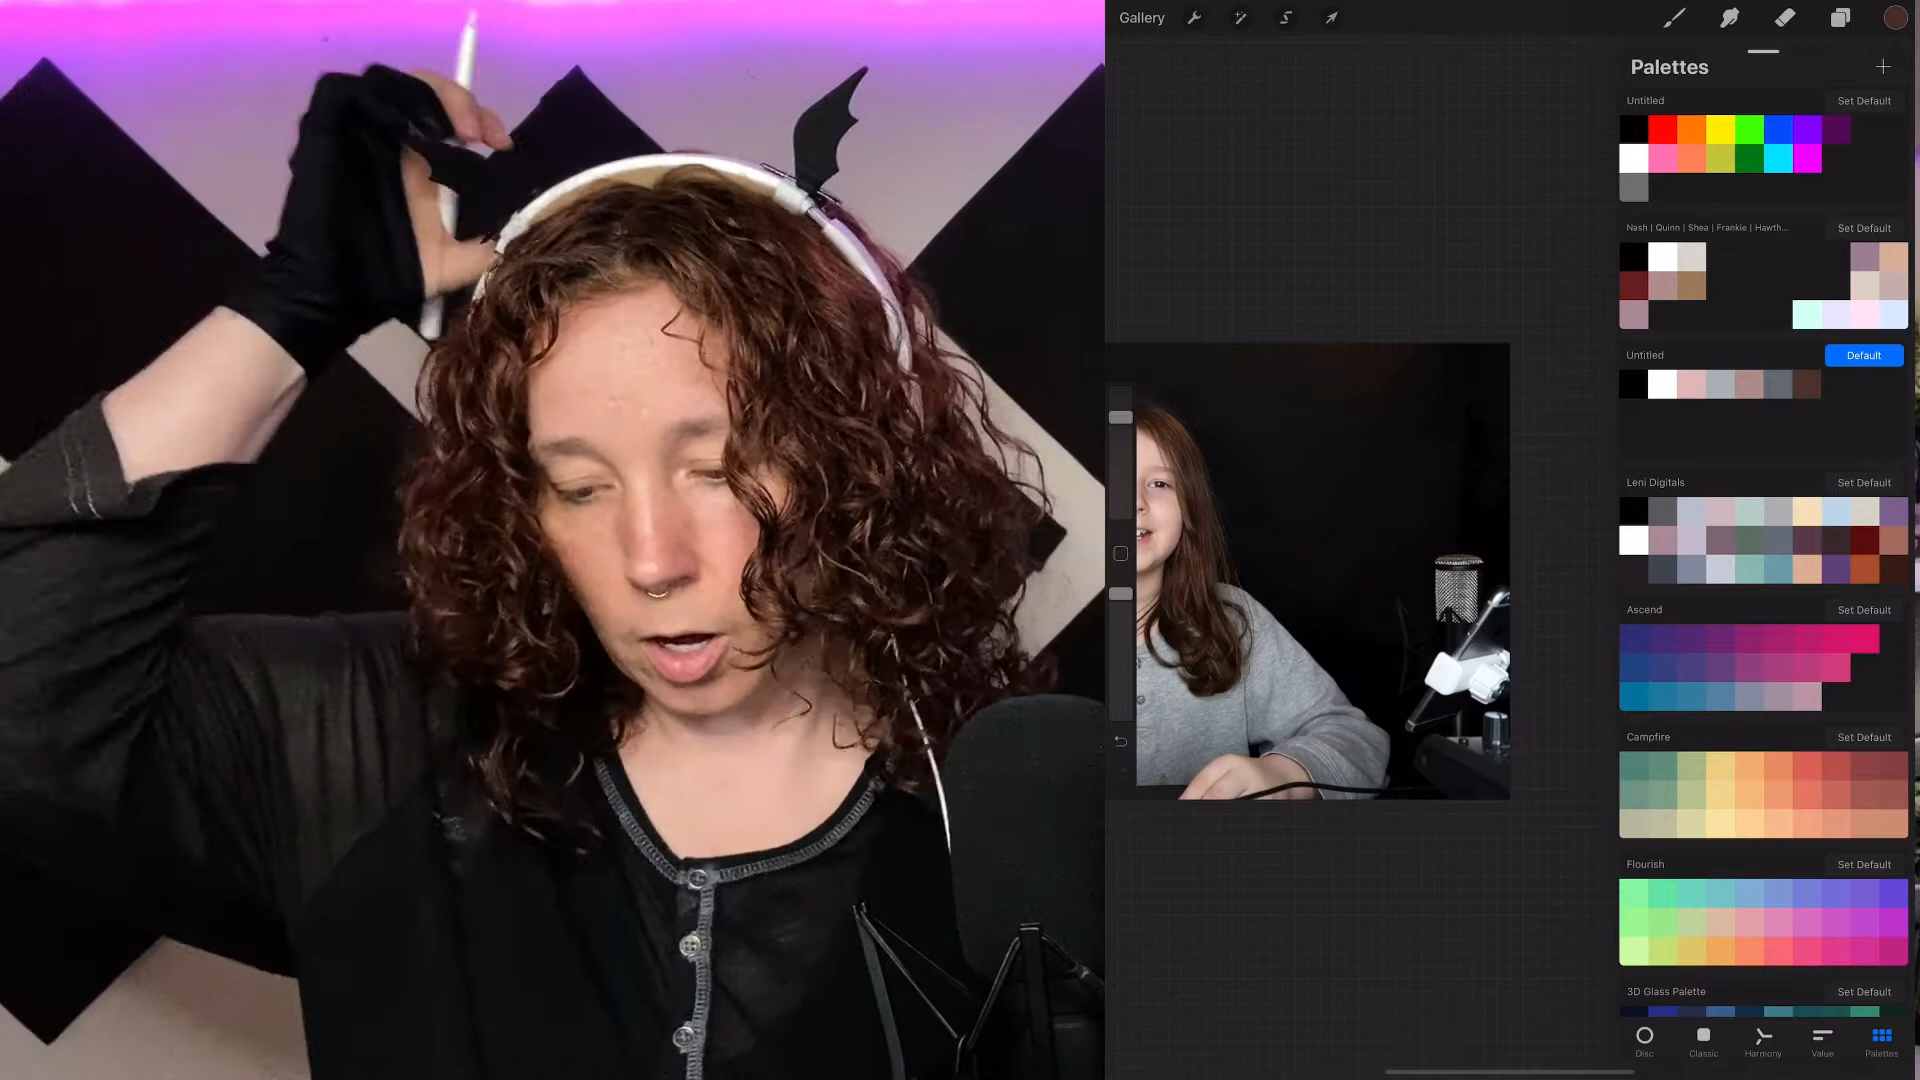 Gallery
Palettes
Untitled Set Default
Nash | Quinn | Shea | Frankie | Hawth... Set Default
Untitled Default
Leni Digitals Set Default
Ascend Set Default
Campfire Set Default
Flourish Set Default
3D Glass Palette Set Default
Disc Classic Harmony Value Palettes